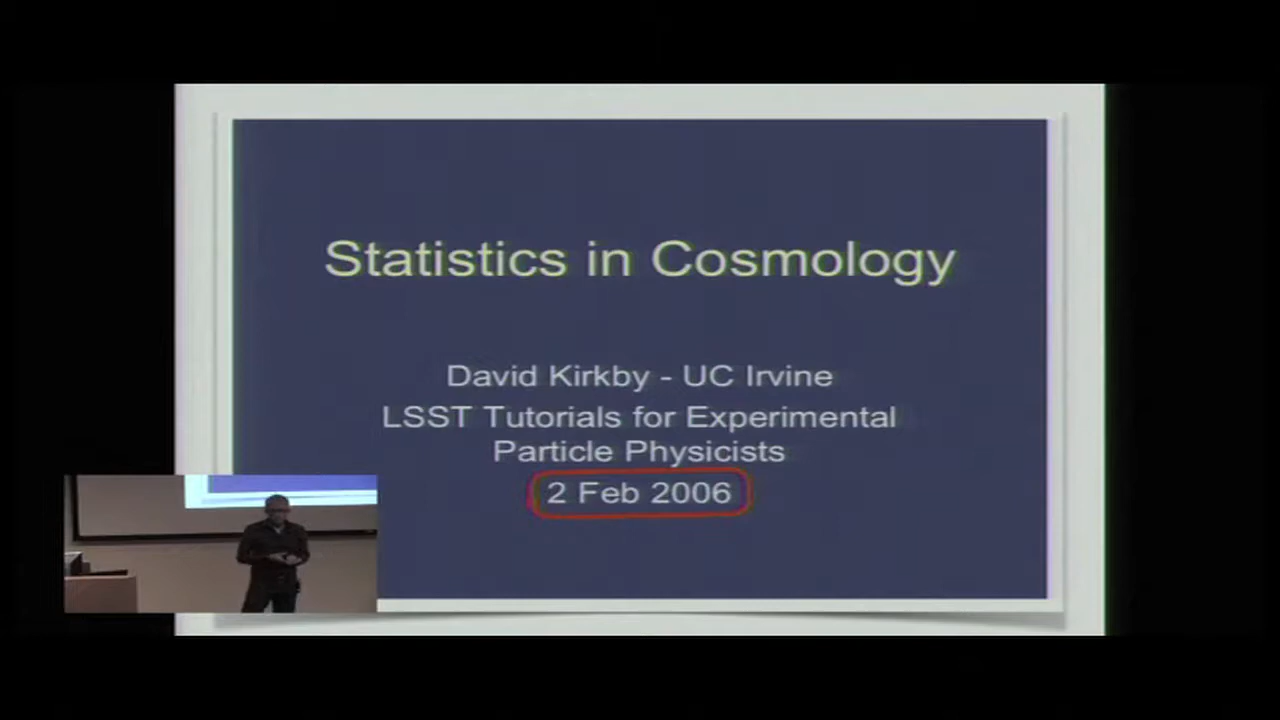 Statistics in Cosmology
David Kirkby - UC Irvine
LSST Tutorials for Experimental
Particle Physicists
2 Feb 2006